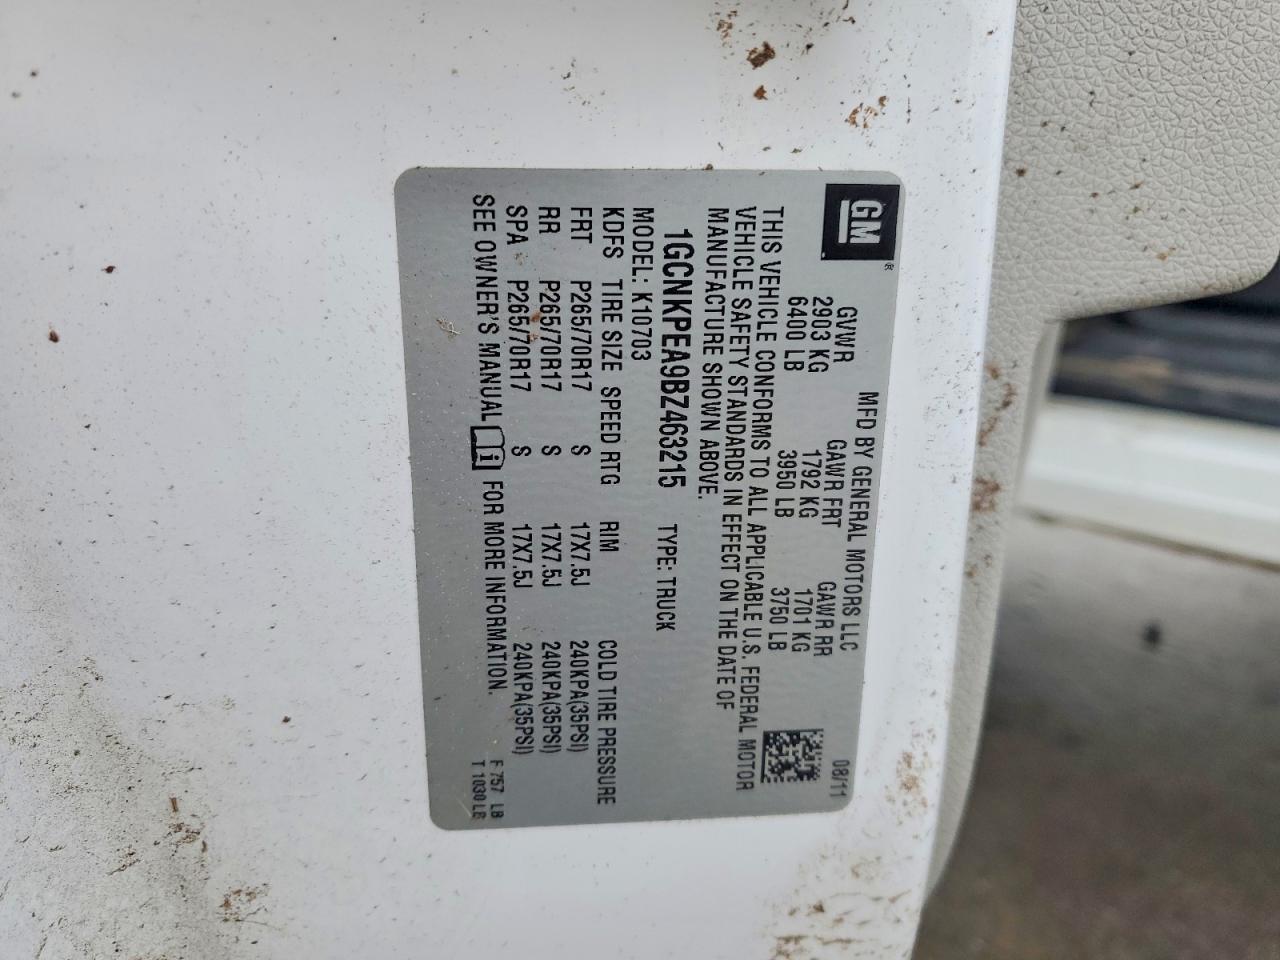 GM®
MFD BY GENERAL MOTORS LLC 08/11
GVWR GAWR FRT GAWR RR
2903 KG 1792 KG 1701 KG
6400 LB 3950 LB 3750 LB
THIS VEHICLE CONFORMS TO ALL APPLICABLE U.S. FEDERAL MOTOR
VEHICLE SAFETY STANDARDS IN EFFECT ON THE DATE OF
MANUFACTURE SHOWN ABOVE.
1GCNKPEA9BZ463215 TYPE: TRUCK
MODEL: K10703
KDFS TIRE SIZE SPEED RTG RIM COLD TIRE PRESSURE
FRT P265/70R17 S 17X7.5J 240KPA(35PSI)
RR P265/70R17 S 17X7.5J 240KPA(35PSI)
SPA P265/70R17 S 17X7.5J 240KPA(35PSI)
SEE OWNER'S MANUAL i FOR MORE INFORMATION.
F 757 LB
T 1030 LB